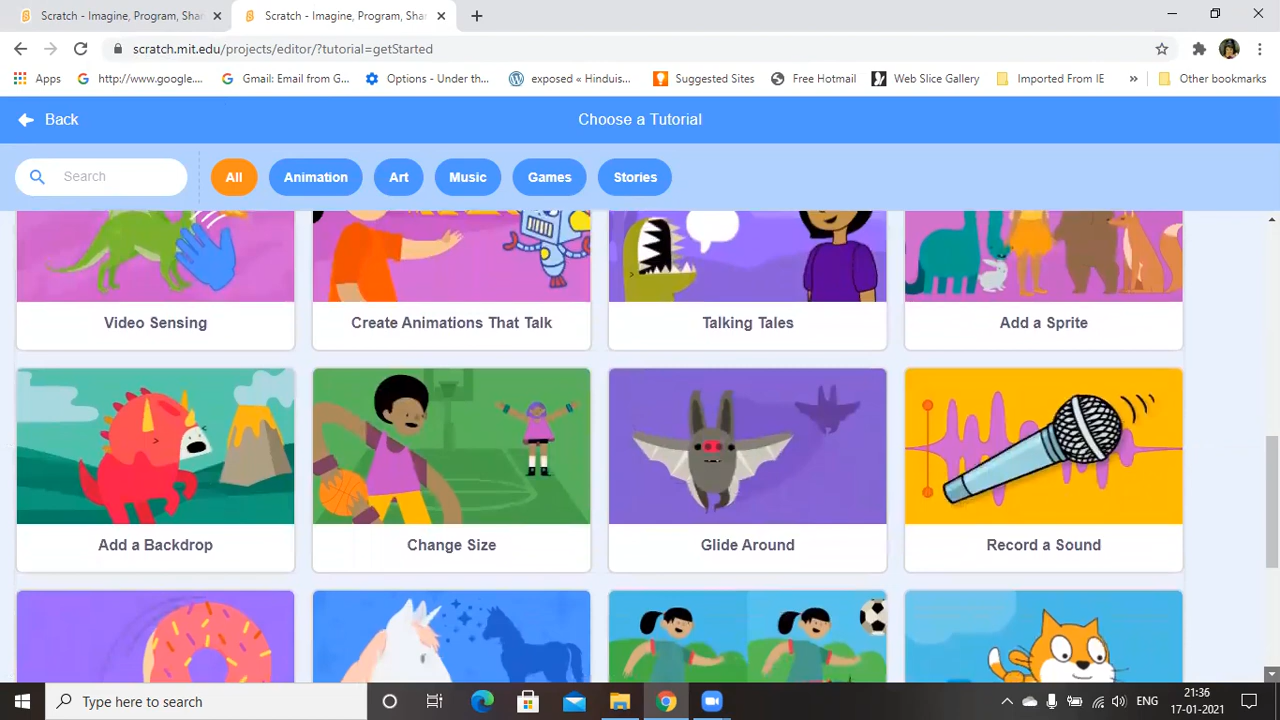 Scratch - Imagine, Program, Shar
Scratch - Imagine, Program, Shar
scratch.mit.edu/projects/editor/?tutorial=getStarted
Apps
http://www.google....
Gmail: Email from G...
Options - Under th...
exposed « Hinduis...
Suggested Sites
Free Hotmail
Web Slice Gallery
Imported From IE
»
Other bookmarks
Back
Choose a Tutorial
Search
All
Animation
Art
Music
Games
Stories
Video Sensing
Create Animations That Talk
Talking Tales
Add a Sprite
Add a Backdrop
Change Size
Glide Around
Record a Sound
Type here to search
ENG
21:36
17-01-2021